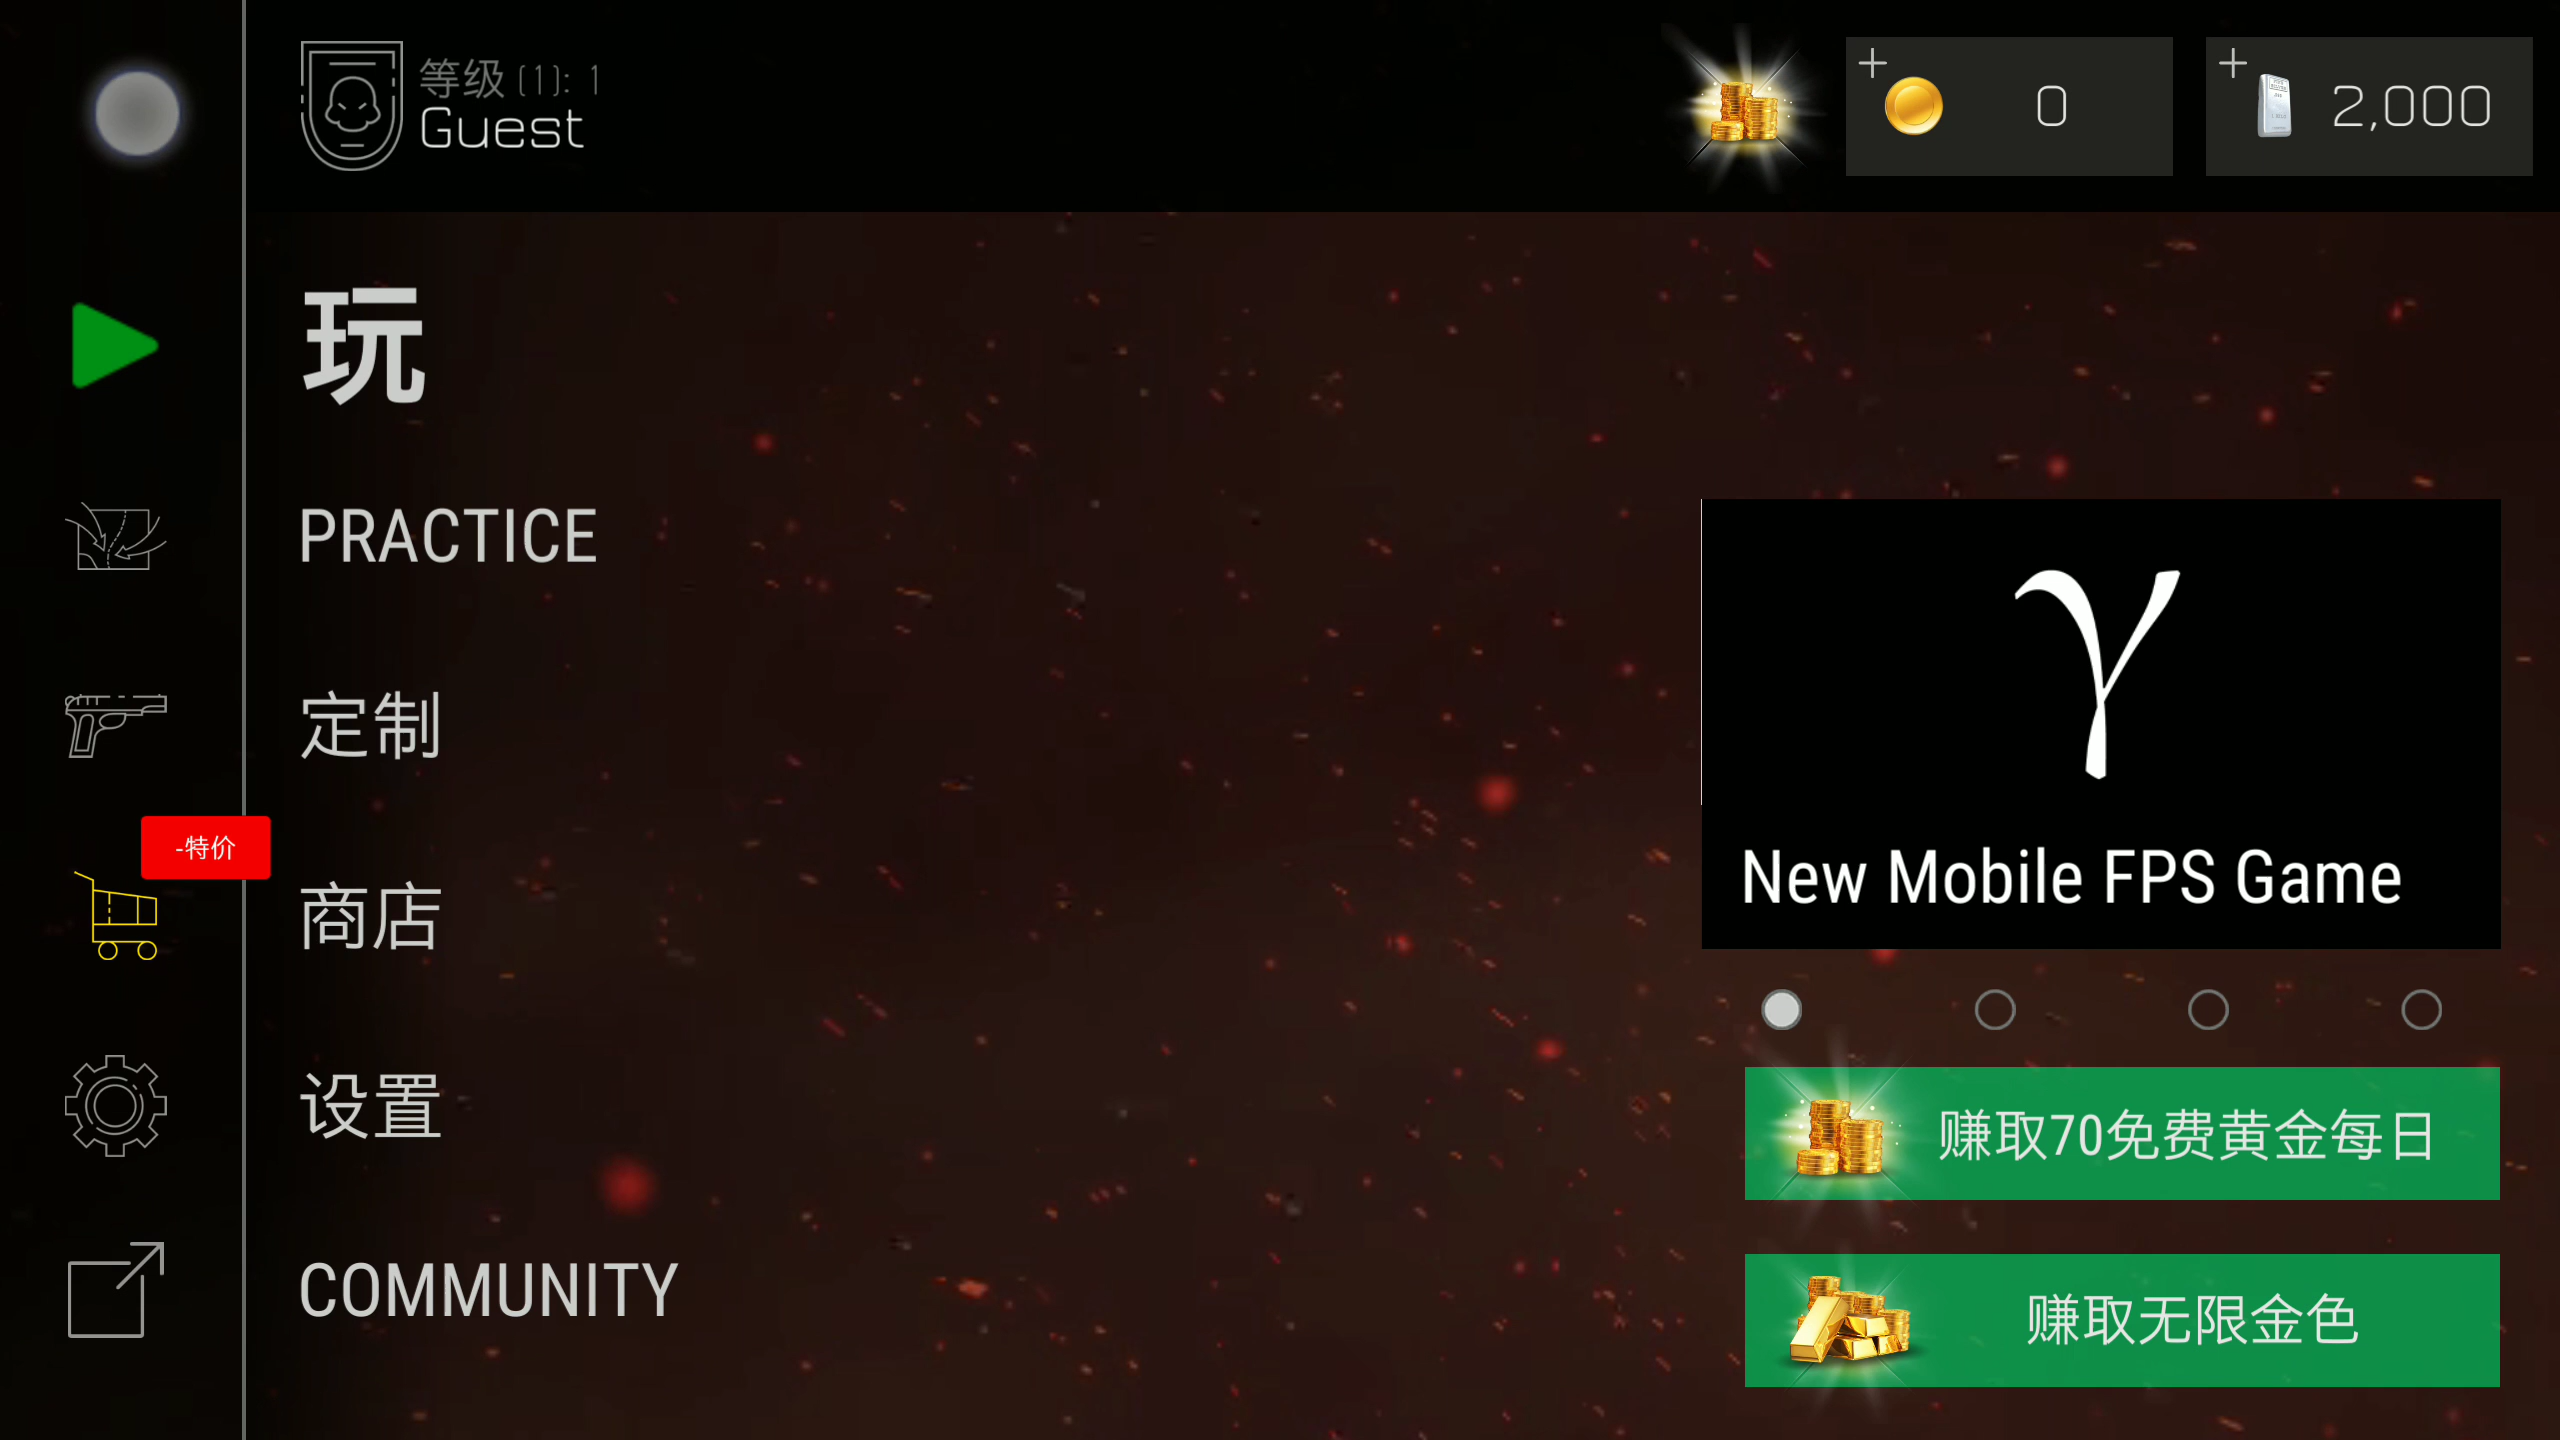 等级 (1): 1
Guest
0
2,000
玩
PRACTICE
定制
-特价
商店
设置
COMMUNITY
γ
New Mobile FPS Game
赚取70免费黄金每日
赚取无限金色